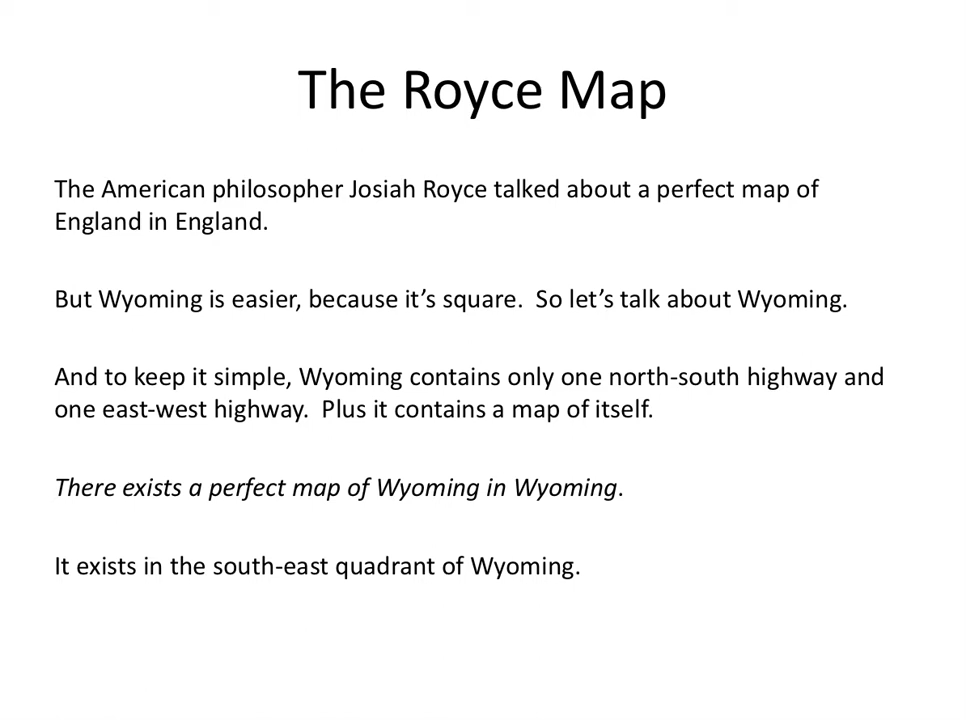 The Royce Map
The American philosopher Josiah Royce talked about a perfect map of
England in England.
But Wyoming is easier, because it’s square.  So let’s talk about Wyoming.
And to keep it simple, Wyoming contains only one north-south highway and
one east-west highway.  Plus it contains a map of itself.
There exists a perfect map of Wyoming in Wyoming.
It exists in the south-east quadrant of Wyoming.